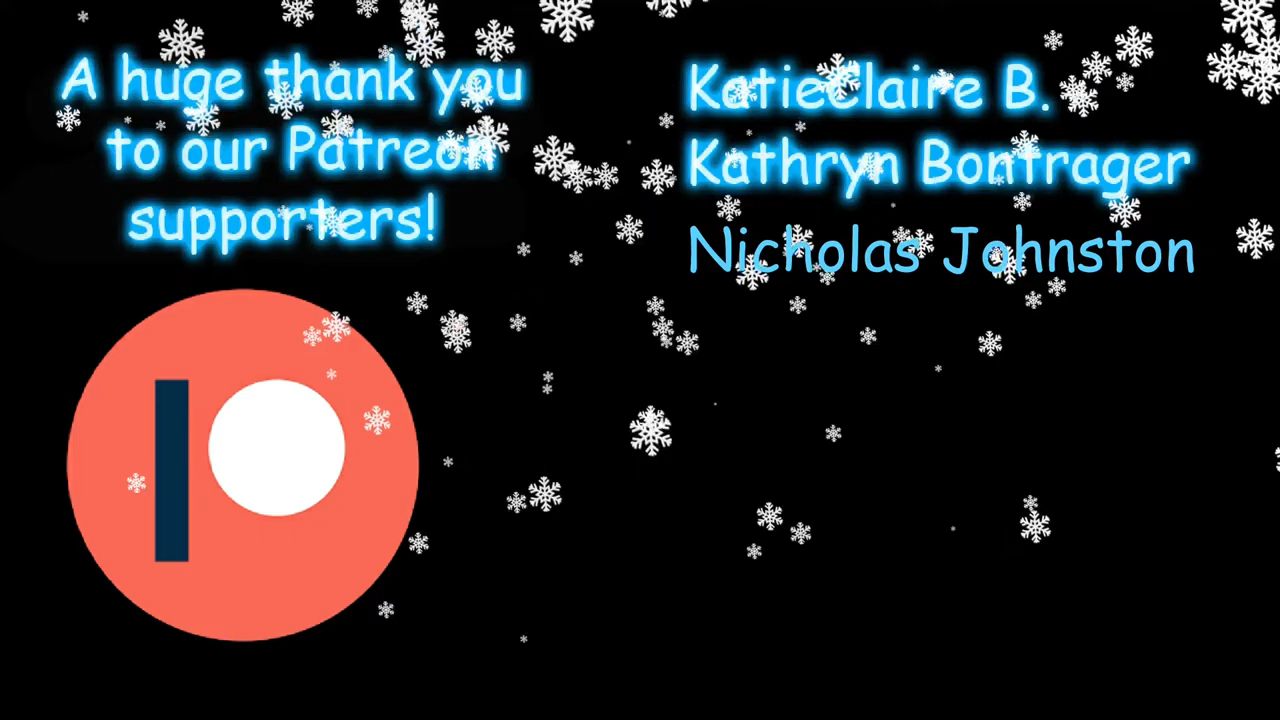 A huge thank you
to our Patreon
supporters!
KatieClaire B.
Kathryn Bontrager
Nicholas Johnston